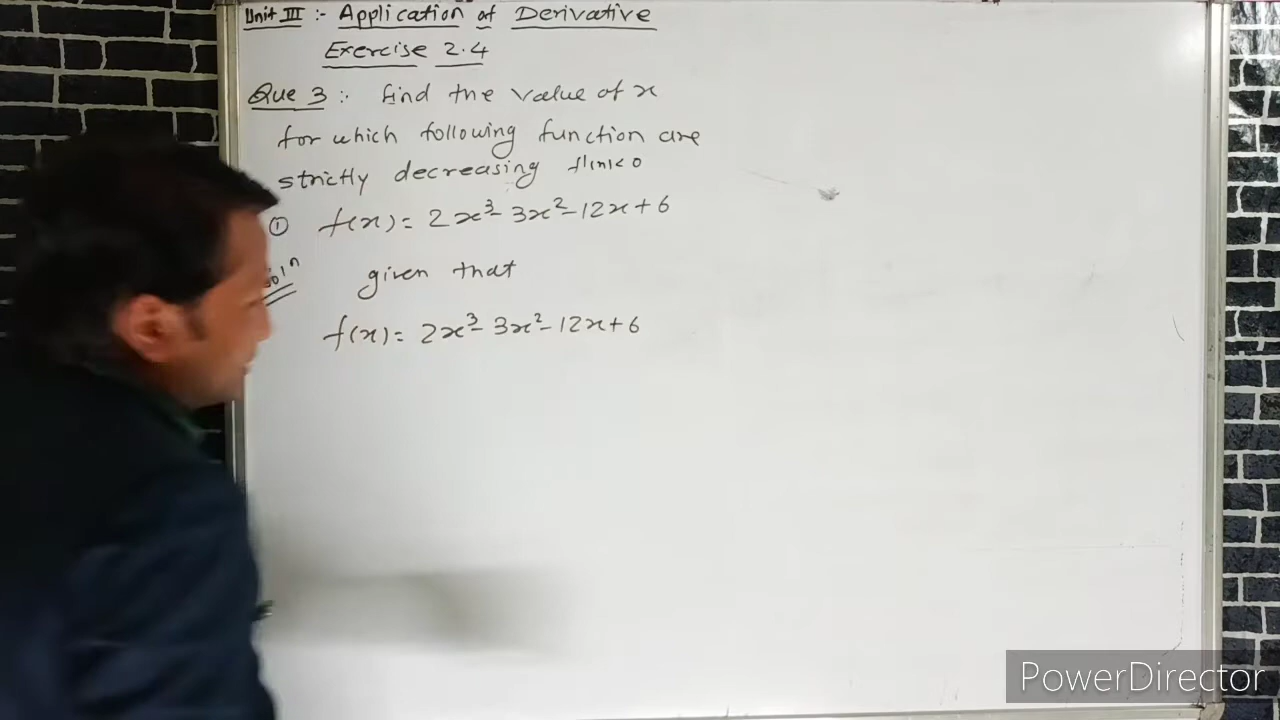 Unit III :- Application of Derivative
Exercise 2.4
Que 3 :- find the value of x
for which following function are
strictly decreasing f'(x)<0
① f(x) = 2x³- 3x²-12x+6
Solⁿ given that
f(x) = 2x³- 3x²-12x+6
PowerDirector